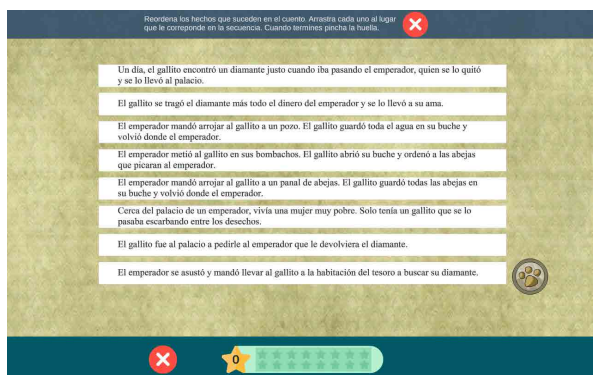 Reordena los hechos que suceden en el cuento. Arrastra cada uno al lugar
que le correponde en la secuencia. Cuando termines pincha la huella.
Un día, el gallito encontró un diamante justo cuando iba pasando el emperador, quien se lo quitó
y se lo llevó al palacio.
El gallito se tragó el diamante más todo el dinero del emperador y se lo llevó a su ama.
El emperador mandó arrojar al gallito a un pozo. El gallito guardó toda el agua en su buche y
volvió donde el emperador.
El emperador metió al gallito en sus bombachos. El gallito abrió su buche y ordenó a las abejas
que picaran al emperador.
El emperador mandó arrojar al gallito a un panal de abejas. El gallito guardó todas las abejas en
su buche y volvió donde el emperador.
Cerca del palacio de un emperador, vivía una mujer muy pobre. Solo tenía un gallito que se lo
pasaba escarbando entre los desechos.
El gallito fue al palacio a pedirle al emperador que le devolviera el diamante.
El emperador se asustó y mandó llevar al gallito a la habitación del tesoro a buscar su diamante.
0